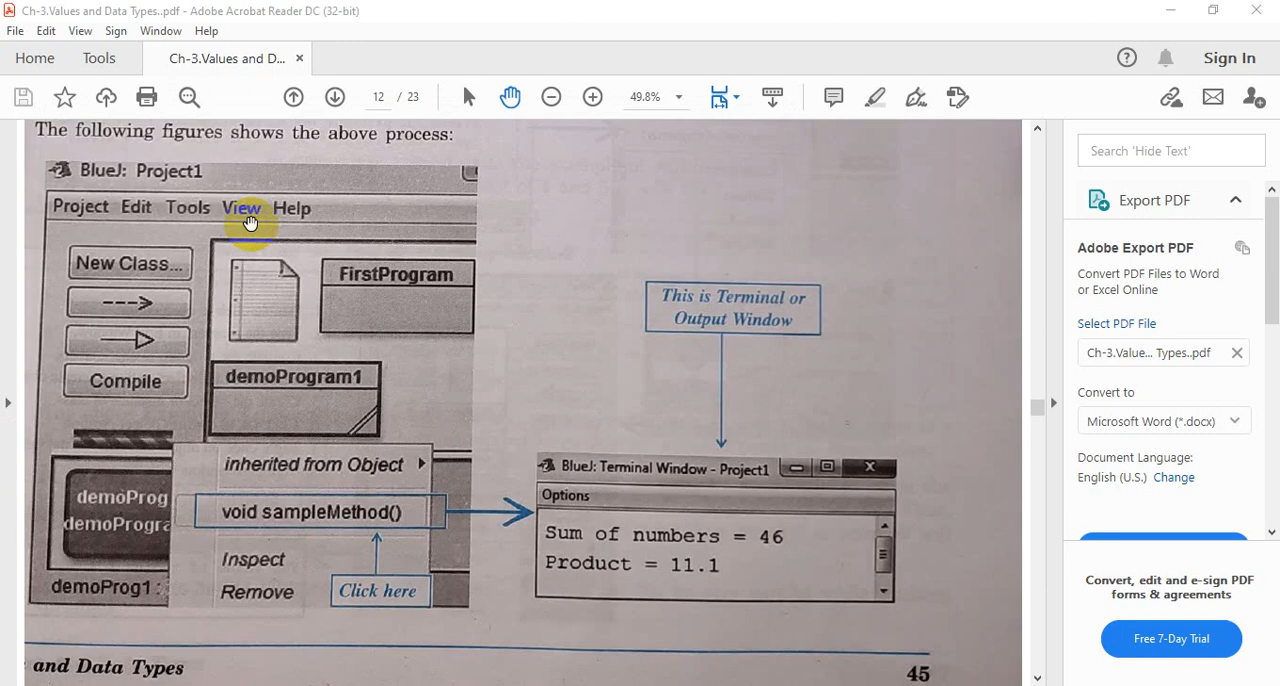 Ch-3.Values and Data Types..pdf - Adobe Acrobat Reader DC (32-bit)
File Edit View Sign Window Help
Home Tools Ch-3.Values and D... ×
Sign In
12 / 23 49.8%
The following figures shows the above process:
BlueJ: Project1
Project Edit Tools View Help
New Class...
FirstProgram
Compile
demoProgram1
inherited from Object
void sampleMethod()
Inspect
Remove
demoProg
demoProgra
demoProg1:
Click here
This is Terminal or
Output Window
BlueJ: Terminal Window - Project1
Options
Sum of numbers = 46
Product = 11.1
and Data Types
45
Search 'Hide Text'
Export PDF
Adobe Export PDF
Convert PDF Files to Word
or Excel Online
Select PDF File
Ch-3.Value... Types..pdf
Convert to
Microsoft Word (*.docx)
Document Language:
English (U.S.) Change
Convert, edit and e-sign PDF
forms & agreements
Free 7-Day Trial